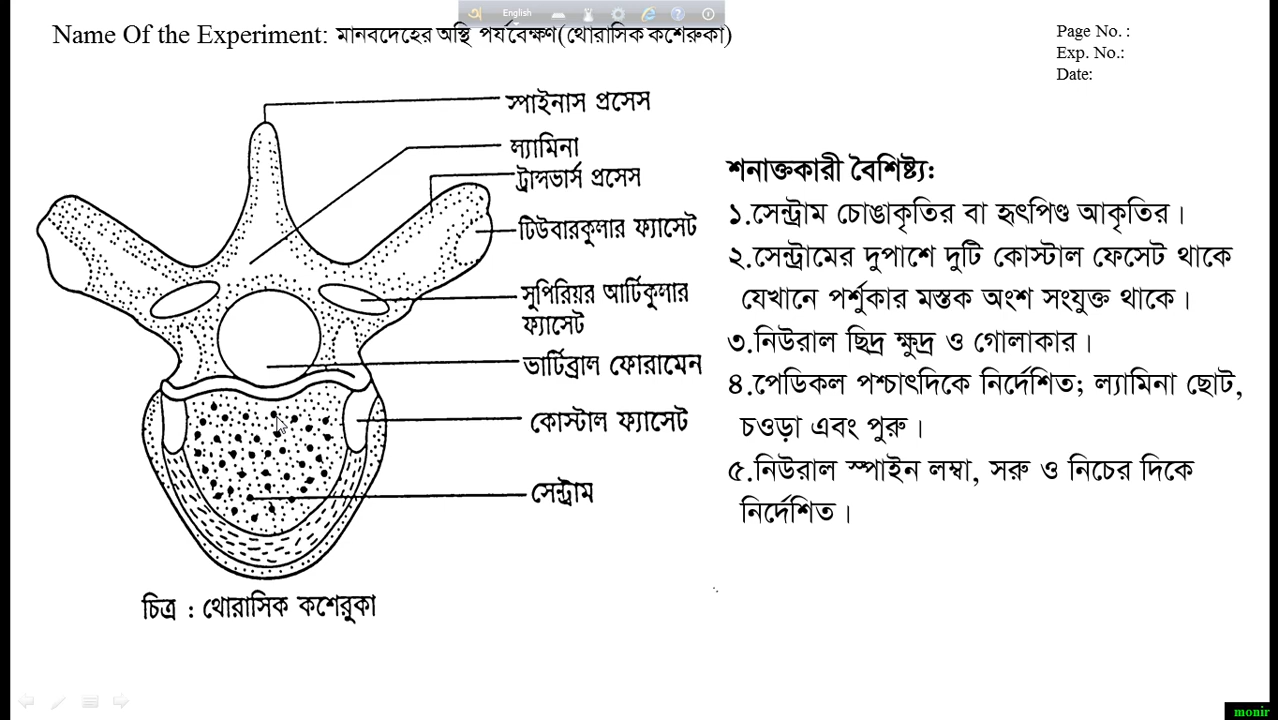 অ English
Name Of the Experiment: মানবদেহের অস্থি পর্যবেক্ষণ(থোরাসিক কশেরুকা)
Page No. :
Exp. No.:
Date:
স্পাইনাস প্রসেস
ল্যামিনা
ট্রান্সভার্স প্রসেস
টিউবারকুলার ফ্যাসেট
সুপিরিয়র আর্টিকুলার
ফ্যাসেট
ভার্টিব্রাল ফোরামেন
কোস্টাল ফ্যাসেট
সেন্ট্রাম
চিত্র : থোরাসিক কশেরুকা
শনাক্তকারী বৈশিষ্ট্য:
১.সেন্ট্রাম চোঙাকৃতির বা হৃৎপিণ্ড আকৃতির।
২.সেন্ট্রামের দুপাশে দুটি কোস্টাল ফেসেট থাকে
যেখানে পর্শুকার মস্তক অংশ সংযুক্ত থাকে।
৩.নিউরাল ছিদ্র ক্ষুদ্র ও গোলাকার।
৪.পেডিকল পশ্চাৎদিকে নির্দেশিত; ল্যামিনা ছোট,
চওড়া এবং পুরু।
৫.নিউরাল স্পাইন লম্বা, সরু ও নিচের দিকে
নির্দেশিত।
monir